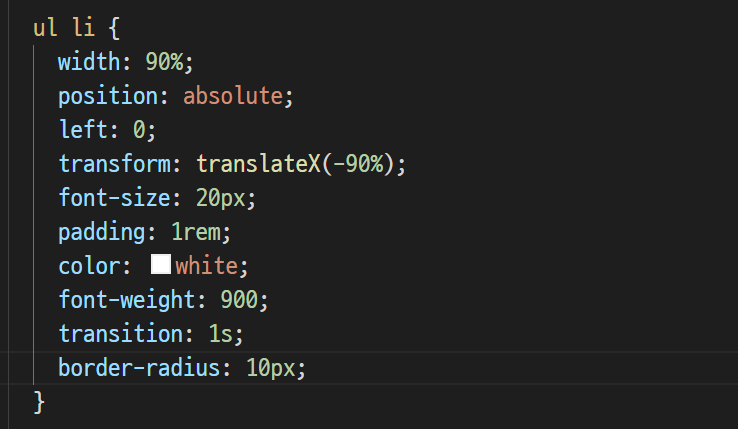 ul li {
width: 90%;
position: absolute;
left: 0;
transform: translateX(-90%);
font-size: 20px;
padding: 1rem;
color: white;
font-weight: 900;
transition: 1s;
border-radius: 10px;
}